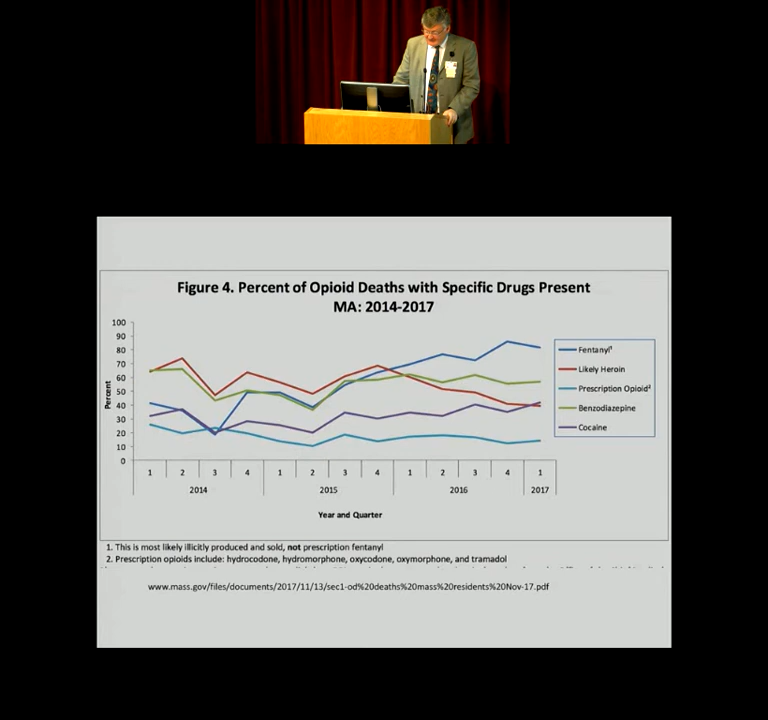 Figure 4. Percent of Opioid Deaths with Specific Drugs Present
MA: 2014-2017
100
90
80
70
60
50
40
30
20
10
0
Percent
1 2 3 4 1 2 3 4 1 2 3 4 1
2014 2015 2016 2017
Year and Quarter
Fentanyl¹
Likely Heroin
Prescription Opioid²
Benzodiazepine
Cocaine
1. This is most likely illicitly produced and sold, not prescription fentanyl
2. Prescription opioids include: hydrocodone, hydromorphone, oxycodone, oxymorphone, and tramadol
www.mass.gov/files/documents/2017/11/13/sec1-od%20deaths%20mass%20residents%20Nov-17.pdf